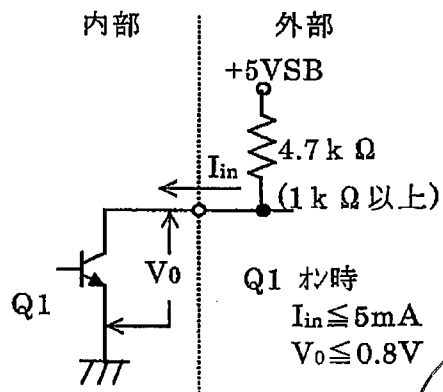 内部
外部
+5VSB
4.7kΩ
Iin
(1kΩ以上)
V0
Q1
Q1 オン時
Iin≦5mA
V0≦0.8V